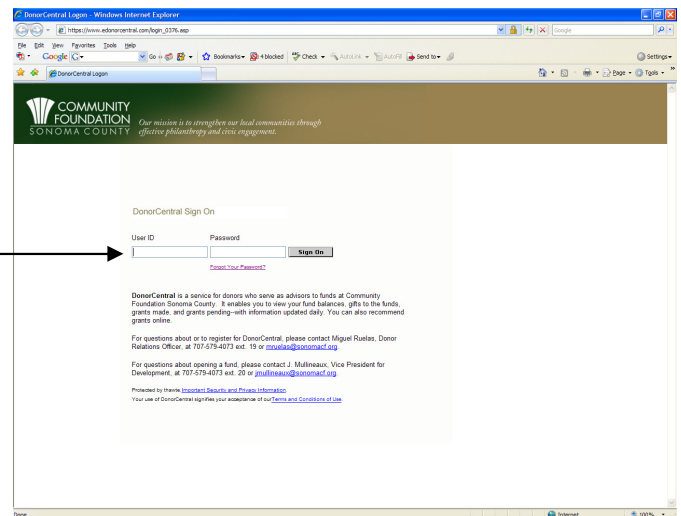 DonorCentral Logon - Windows Internet Explorer
https://www.edonorcentral.com/login_0376.asp
Google
File Edit View Favorites Tools Help
Google G Go Bookmarks 4 blocked Check AutoLink AutoFill Send to Settings
DonorCentral Logon Page Tools
COMMUNITY
FOUNDATION
SONOMA COUNTY
Our mission is to strengthen our local communities through
effective philanthropy and civic engagement.
DonorCentral Sign On
User ID Password
Sign On
Forgot Your Password?
DonorCentral is a service for donors who serve as advisors to funds at Community
Foundation Sonoma County. It enables you to view your fund balances, gifts to the funds,
grants made, and grants pending--with information updated daily. You can also recommend
grants online.
For questions about or to register for DonorCentral, please contact Miguel Ruelas, Donor
Relations Officer, at 707-579-4073 ext. 19 or mruelas@sonomacf.org.
For questions about opening a fund, please contact J. Mullineaux, Vice President for
Development, at 707-579-4073 ext. 20 or jmullineaux@sonomacf.org.
Protected by thawte Important Security and Privacy Information.
Your use of DonorCentral signifies your acceptance of our Terms and Conditions of Use.
Done Internet 100%